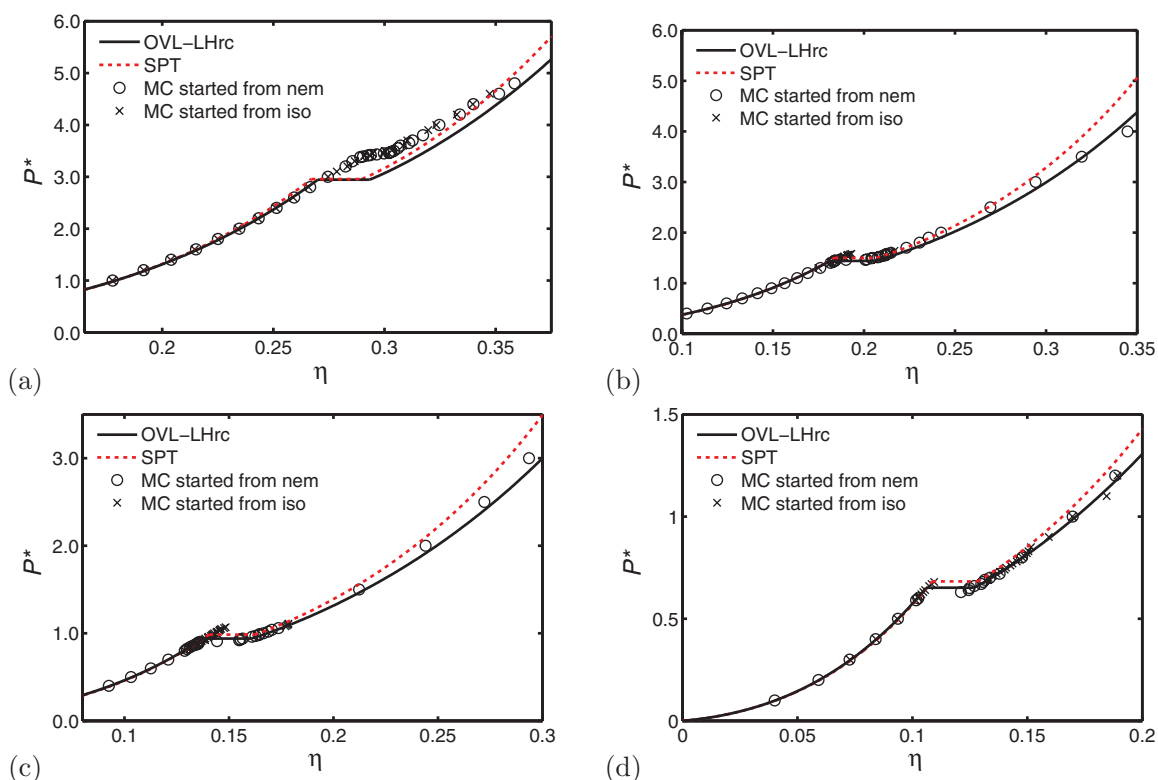 6.0
5.0
4.0
3.0
2.0
1.0
0.0
P*
OVL−LHrc
SPT
MC started from nem
MC started from iso
0.2
0.25
0.3
0.35
η
(a)
6.0
5.0
4.0
3.0
2.0
1.0
0.0
P*
OVL−LHrc
SPT
MC started from nem
MC started from iso
0.1
0.15
0.2
0.25
0.3
0.35
η
(b)
3.0
2.0
1.0
0.0
P*
OVL−LHrc
SPT
MC started from nem
MC started from iso
0.1
0.15
0.2
0.25
0.3
η
(c)
1.5
1
0.5
0
P*
OVL−LHrc
SPT
MC started from nem
MC started from iso
0
0.05
0.1
0.15
0.2
η
(d)